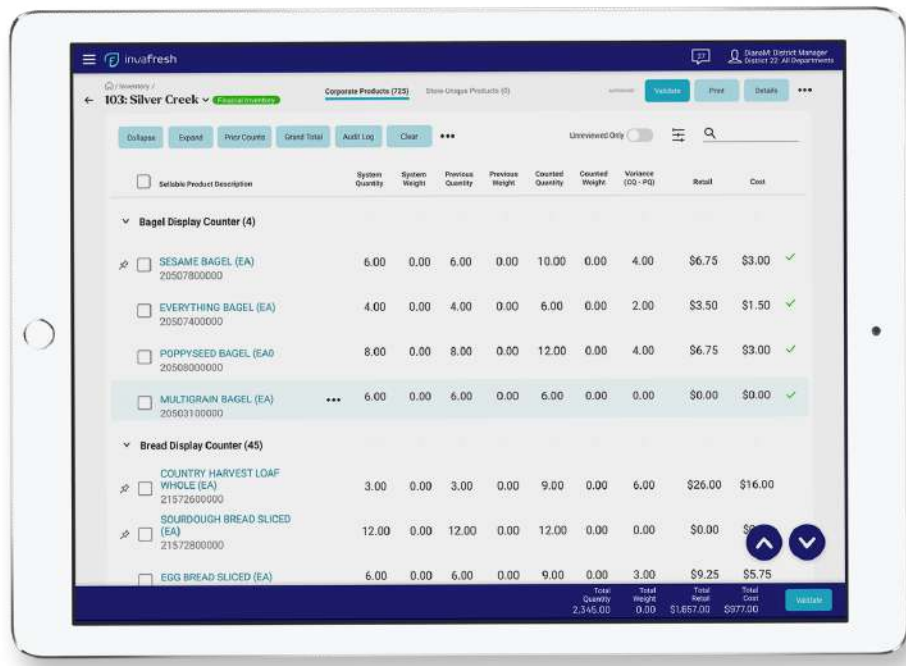 invafresh
27
DianaM: District Manager
District 22: All Departments
/ Inventory /
103: Silver Creek
Financial Inventory
Corporate Products (725)
Store Unique Products (0)
Validate
Print
Details
Collapse
Expand
Prior Counts
Grand Total
Audit Log
Clear
Unreviewed Only
Sellable Product Description
System Quantity
System Weight
Previous Quantity
Previous Weight
Counted Quantity
Counted Weight
Variance (CQ - PQ)
Retail
Cost
Bagel Display Counter (4)
SESAME BAGEL (EA) 6.00 0.00 6.00 0.00 10.00 0.00 4.00 $6.75 $3.00
20507800000
EVERYTHING BAGEL (EA) 4.00 0.00 4.00 0.00 6.00 0.00 2.00 $3.50 $1.50
20507400000
POPPYSEED BAGEL (EA0 8.00 0.00 8.00 0.00 12.00 0.00 4.00 $6.75 $3.00
20508000000
MULTIGRAIN BAGEL (EA) 6.00 0.00 6.00 0.00 6.00 0.00 0.00 $0.00 $0.00
20503100000
Bread Display Counter (45)
COUNTRY HARVEST LOAF
WHOLE (EA) 3.00 0.00 3.00 0.00 9.00 0.00 6.00 $26.00 $16.00
21572600000
SOURDOUGH BREAD SLICED
(EA) 12.00 0.00 12.00 0.00 12.00 0.00 0.00 $0.00
21572800000
EGG BREAD SLICED (EA) 6.00 0.00 6.00 0.00 9.00 0.00 3.00 $9.25 $5.75
Total Quantity
2,345.00
Total Weight
0.00
Total Retail
$1,657.00
Total Cost
$977.00
Validate